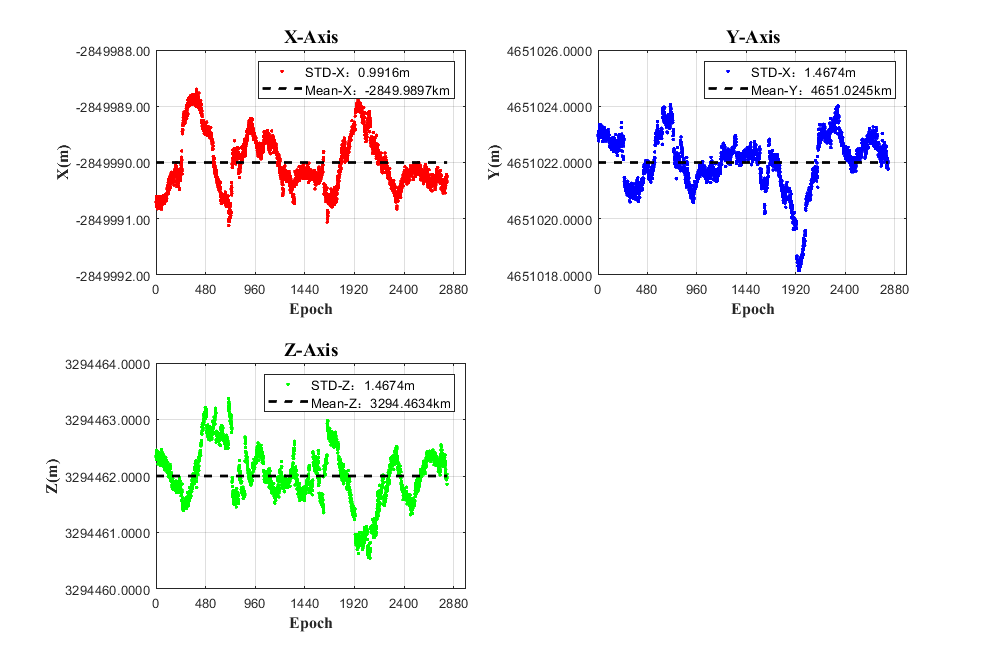 X-Axis
-2849988.00
-2849989.00
-2849990.00
-2849991.00
-2849992.00
X(m)
STD-X：0.9916m
Mean-X：-2849.9897km
0 480 960 1440 1920 2400 2880
Epoch
Y-Axis
4651026.0000
4651024.0000
4651022.0000
4651020.0000
4651018.0000
Y(m)
STD-Y：1.4674m
Mean-Y：4651.0245km
0 480 960 1440 1920 2400 2880
Epoch
Z-Axis
3294464.0000
3294463.0000
3294462.0000
3294461.0000
3294460.0000
Z(m)
STD-Z：1.4674m
Mean-Z：3294.4634km
0 480 960 1440 1920 2400 2880
Epoch